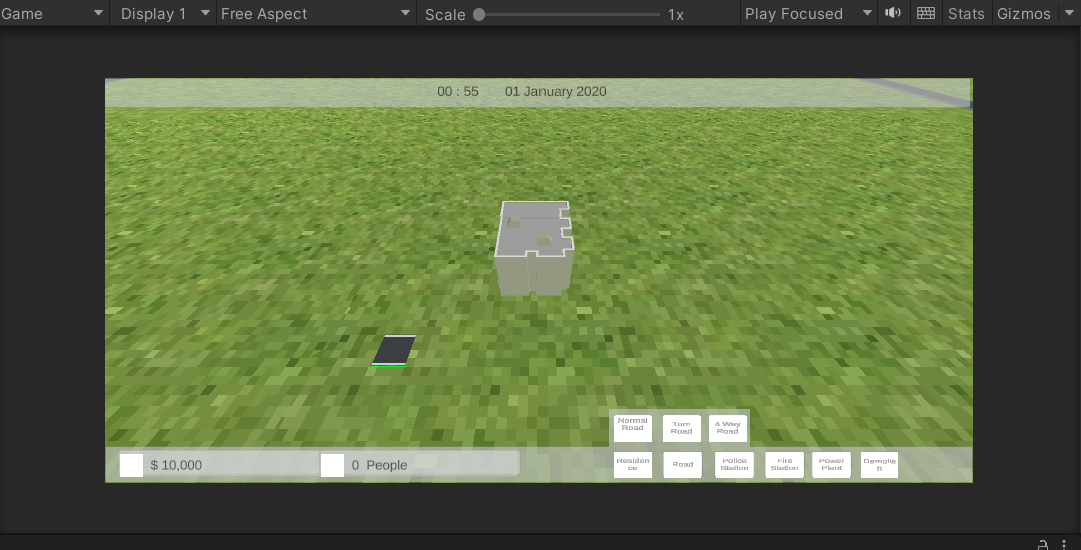 Game Display 1 Free Aspect Scale 1x Play Focused Stats Gizmos
00 : 55 01 January 2020
Normal Road
Turn Road
4 Way Road
$ 10,000 0 People
Residen
ce
Road
Police
Station
Fire
Station
Power
Plant
Demolis
h